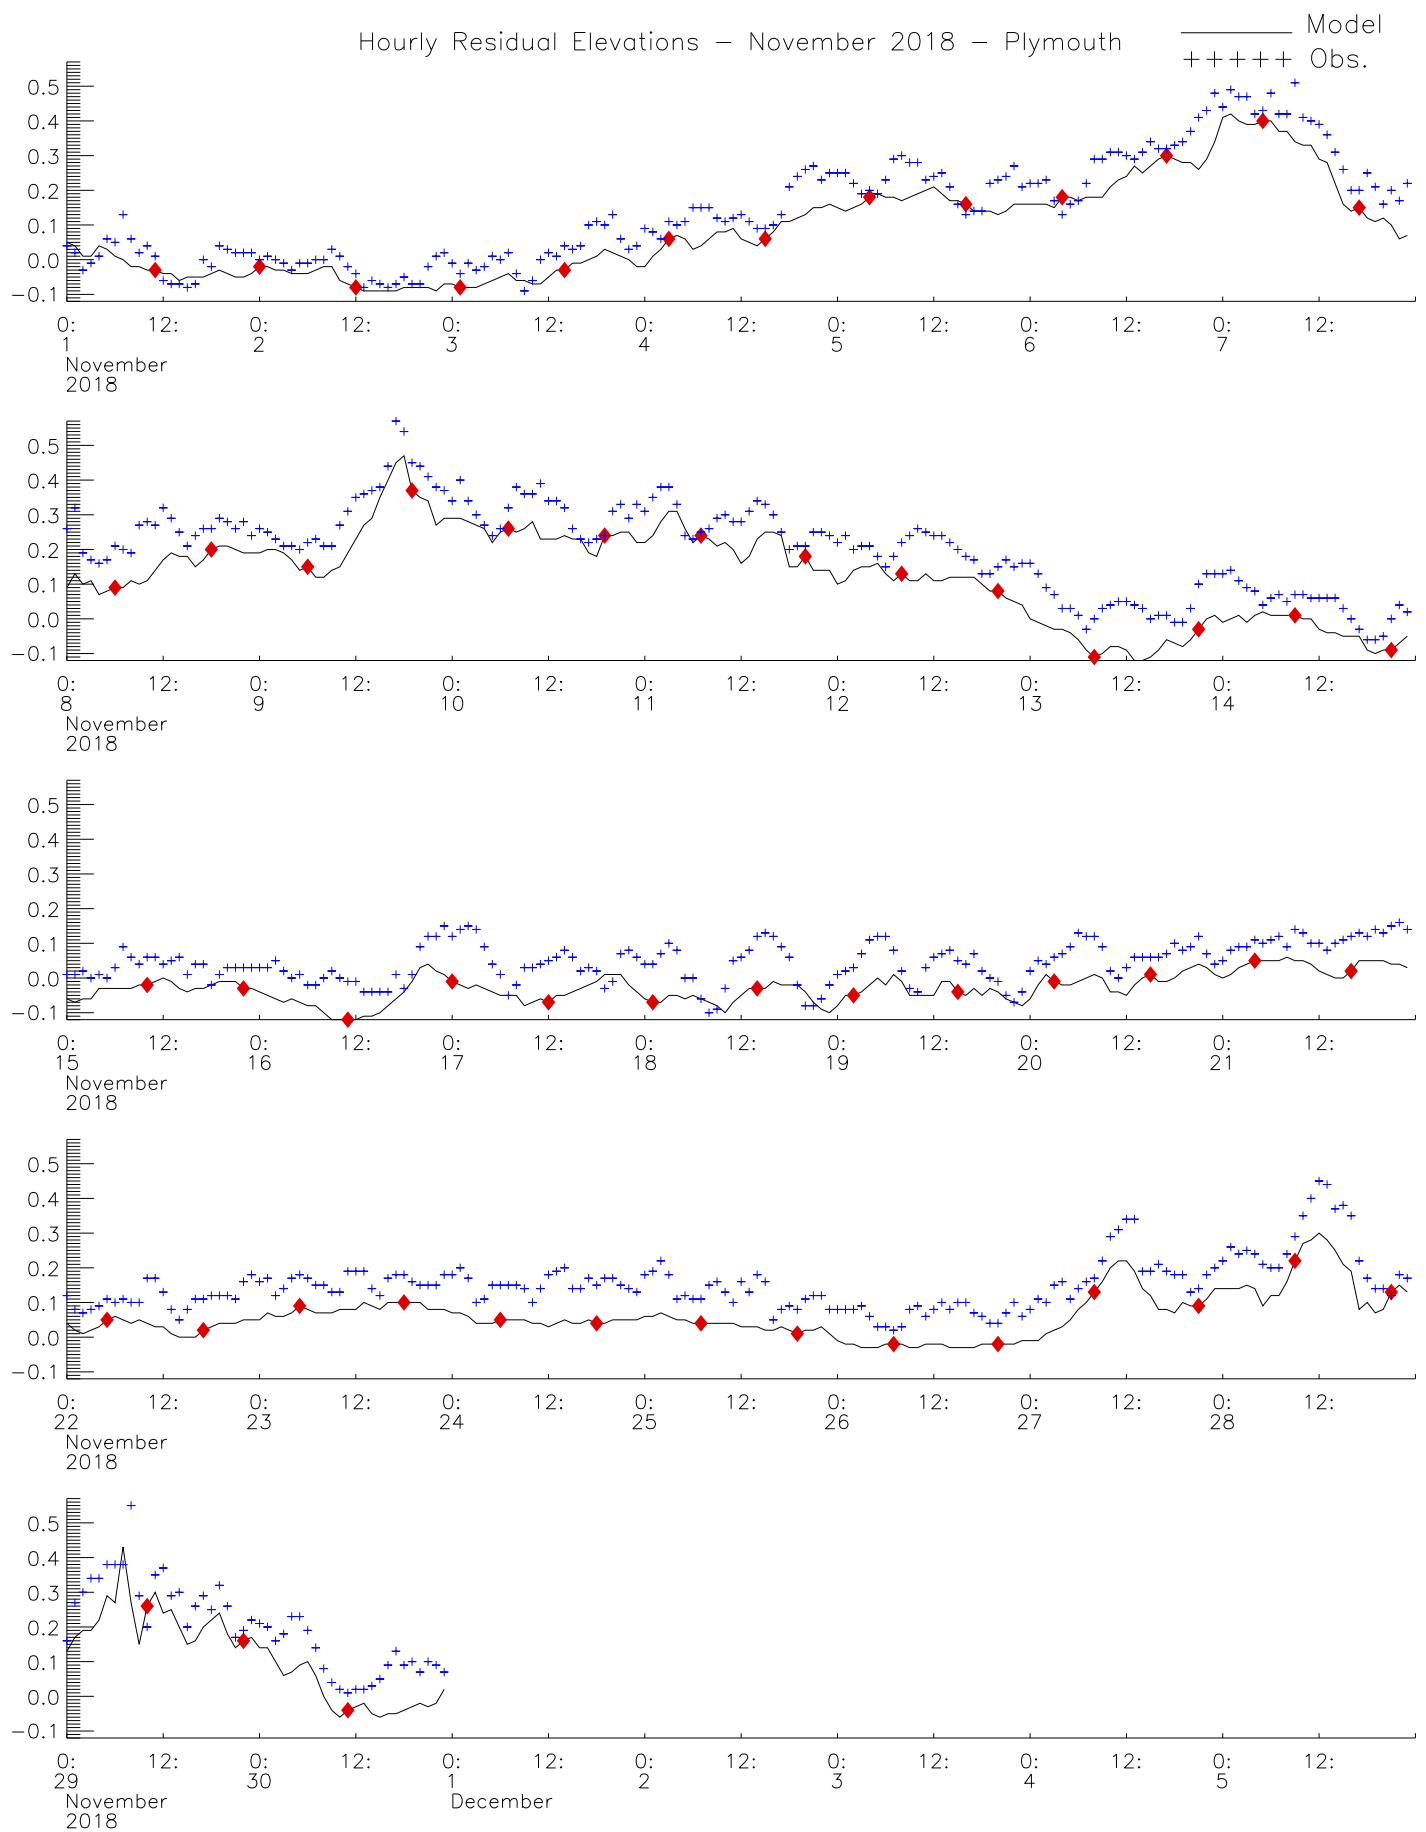 Hourly Residual Elevations – November 2018 – Plymouth
Model
+++++ Obs.
0.5
0.4
0.3
0.2
0.1
0.0
−0.1
0: 12: 0: 12: 0: 12: 0: 12: 0: 12: 0: 12: 0: 12:
1 2 3 4 5 6 7
November
2018
0.5
0.4
0.3
0.2
0.1
0.0
−0.1
0: 12: 0: 12: 0: 12: 0: 12: 0: 12: 0: 12: 0: 12:
8 9 10 11 12 13 14
November
2018
0.5
0.4
0.3
0.2
0.1
0.0
−0.1
0: 12: 0: 12: 0: 12: 0: 12: 0: 12: 0: 12: 0: 12:
15 16 17 18 19 20 21
November
2018
0.5
0.4
0.3
0.2
0.1
0.0
−0.1
0: 12: 0: 12: 0: 12: 0: 12: 0: 12: 0: 12: 0: 12:
22 23 24 25 26 27 28
November
2018
0.5
0.4
0.3
0.2
0.1
0.0
−0.1
0: 12: 0: 12: 0: 12: 0: 12: 0: 12: 0: 12: 0: 12:
29 30 1 2 3 4 5
November December
2018